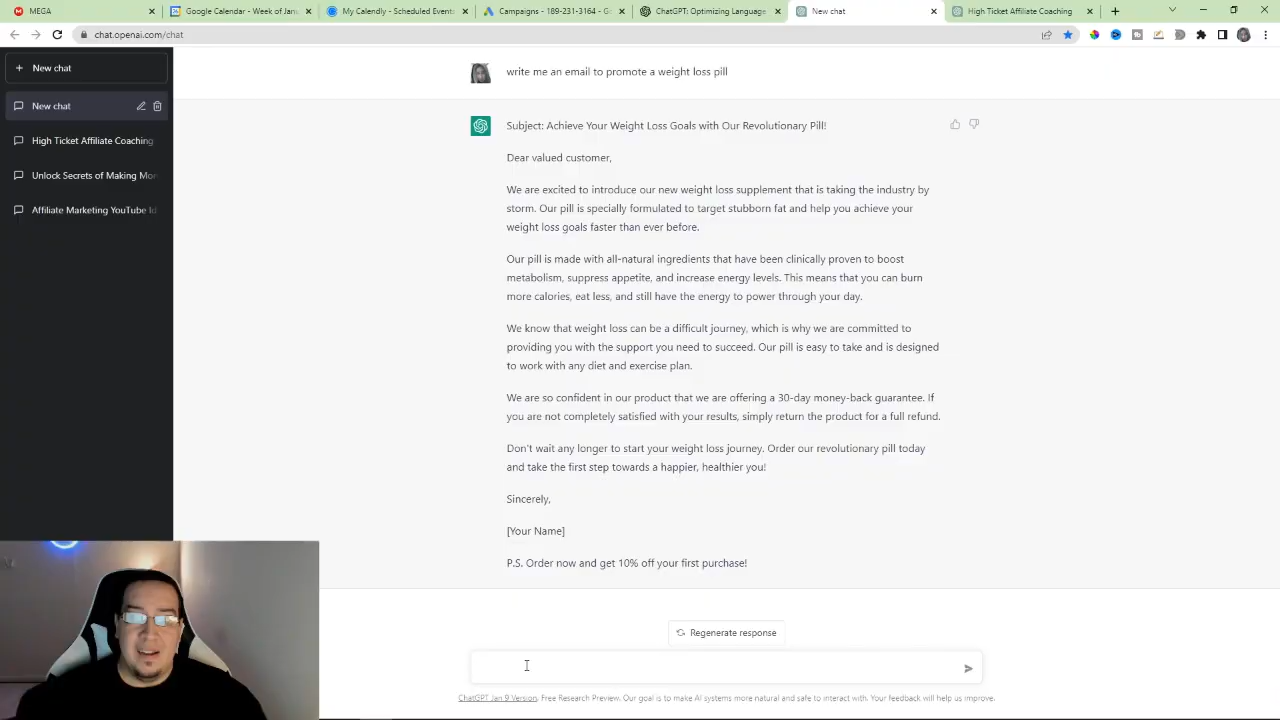 MEGA
Google Calendar - Week of Janu
My Calendly - Scheduled Events
Campaigns - 189-231-3164 - G
ChatGPT: Optimizing Language
New chat
High Ticket Affiliate Coaching
chat.openai.com/chat
New chat
New chat
High Ticket Affiliate Coaching
Unlock Secrets of Making Mon
Affiliate Marketing YouTube Id
write me an email to promote a weight loss pill
Subject: Achieve Your Weight Loss Goals with Our Revolutionary Pill!
Dear valued customer,
We are excited to introduce our new weight loss supplement that is taking the industry by
storm. Our pill is specially formulated to target stubborn fat and help you achieve your
weight loss goals faster than ever before.
Our pill is made with all-natural ingredients that have been clinically proven to boost
metabolism, suppress appetite, and increase energy levels. This means that you can burn
more calories, eat less, and still have the energy to power through your day.
We know that weight loss can be a difficult journey, which is why we are committed to
providing you with the support you need to succeed. Our pill is easy to take and is designed
to work with any diet and exercise plan.
We are so confident in our product that we are offering a 30-day money-back guarantee. If
you are not completely satisfied with your results, simply return the product for a full refund.
Don't wait any longer to start your weight loss journey. Order our revolutionary pill today
and take the first step towards a happier, healthier you!
Sincerely,
[Your Name]
P.S. Order now and get 10% off your first purchase!
Regenerate response
ChatGPT Jan 9 Version. Free Research Preview. Our goal is to make AI systems more natural and safe to interact with. Your feedback will help us improve.